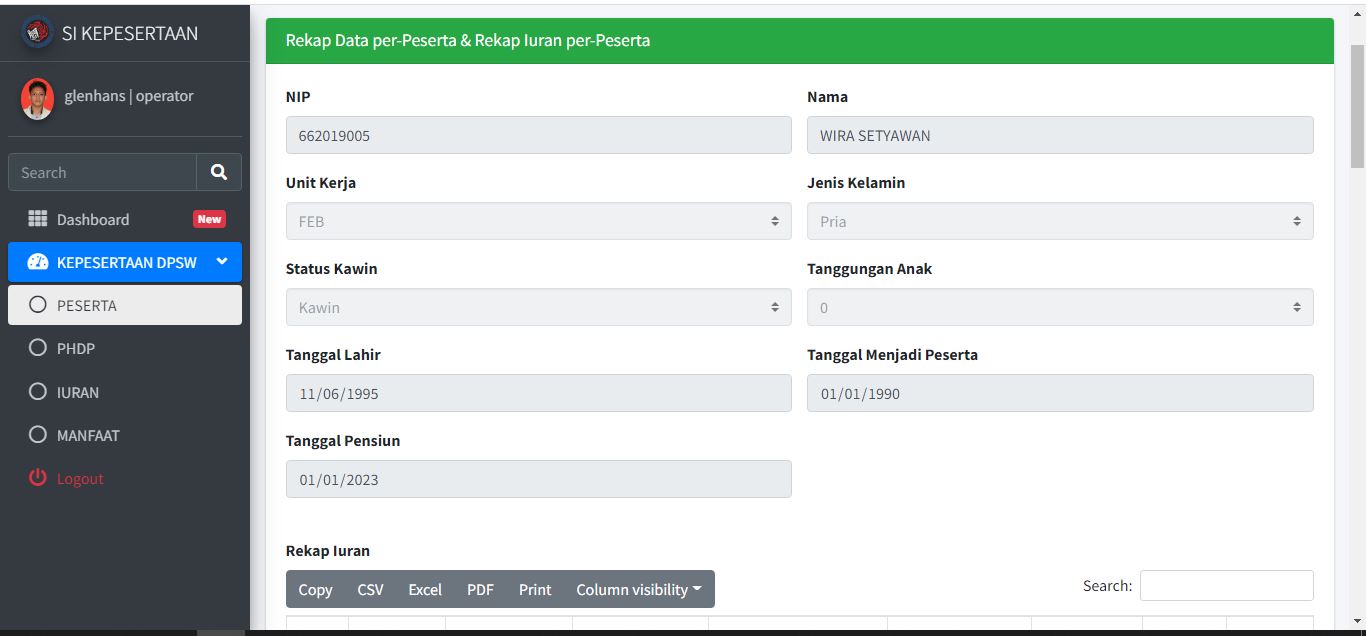 SI KEPESERTAAN
glenhans | operator
Search
Dashboard New
KEPESERTAAN DPSW
PESERTA
PHDP
IURAN
MANFAAT
Logout
Rekap Data per-Peserta & Rekap Iuran per-Peserta
NIP Nama
662019005 WIRA SETYAWAN
Unit Kerja Jenis Kelamin
FEB Pria
Status Kawin Tanggungan Anak
Kawin 0
Tanggal Lahir Tanggal Menjadi Peserta
11/06/1995 01/01/1990
Tanggal Pensiun
01/01/2023
Rekap Iuran
Copy CSV Excel PDF Print Column visibility Search: